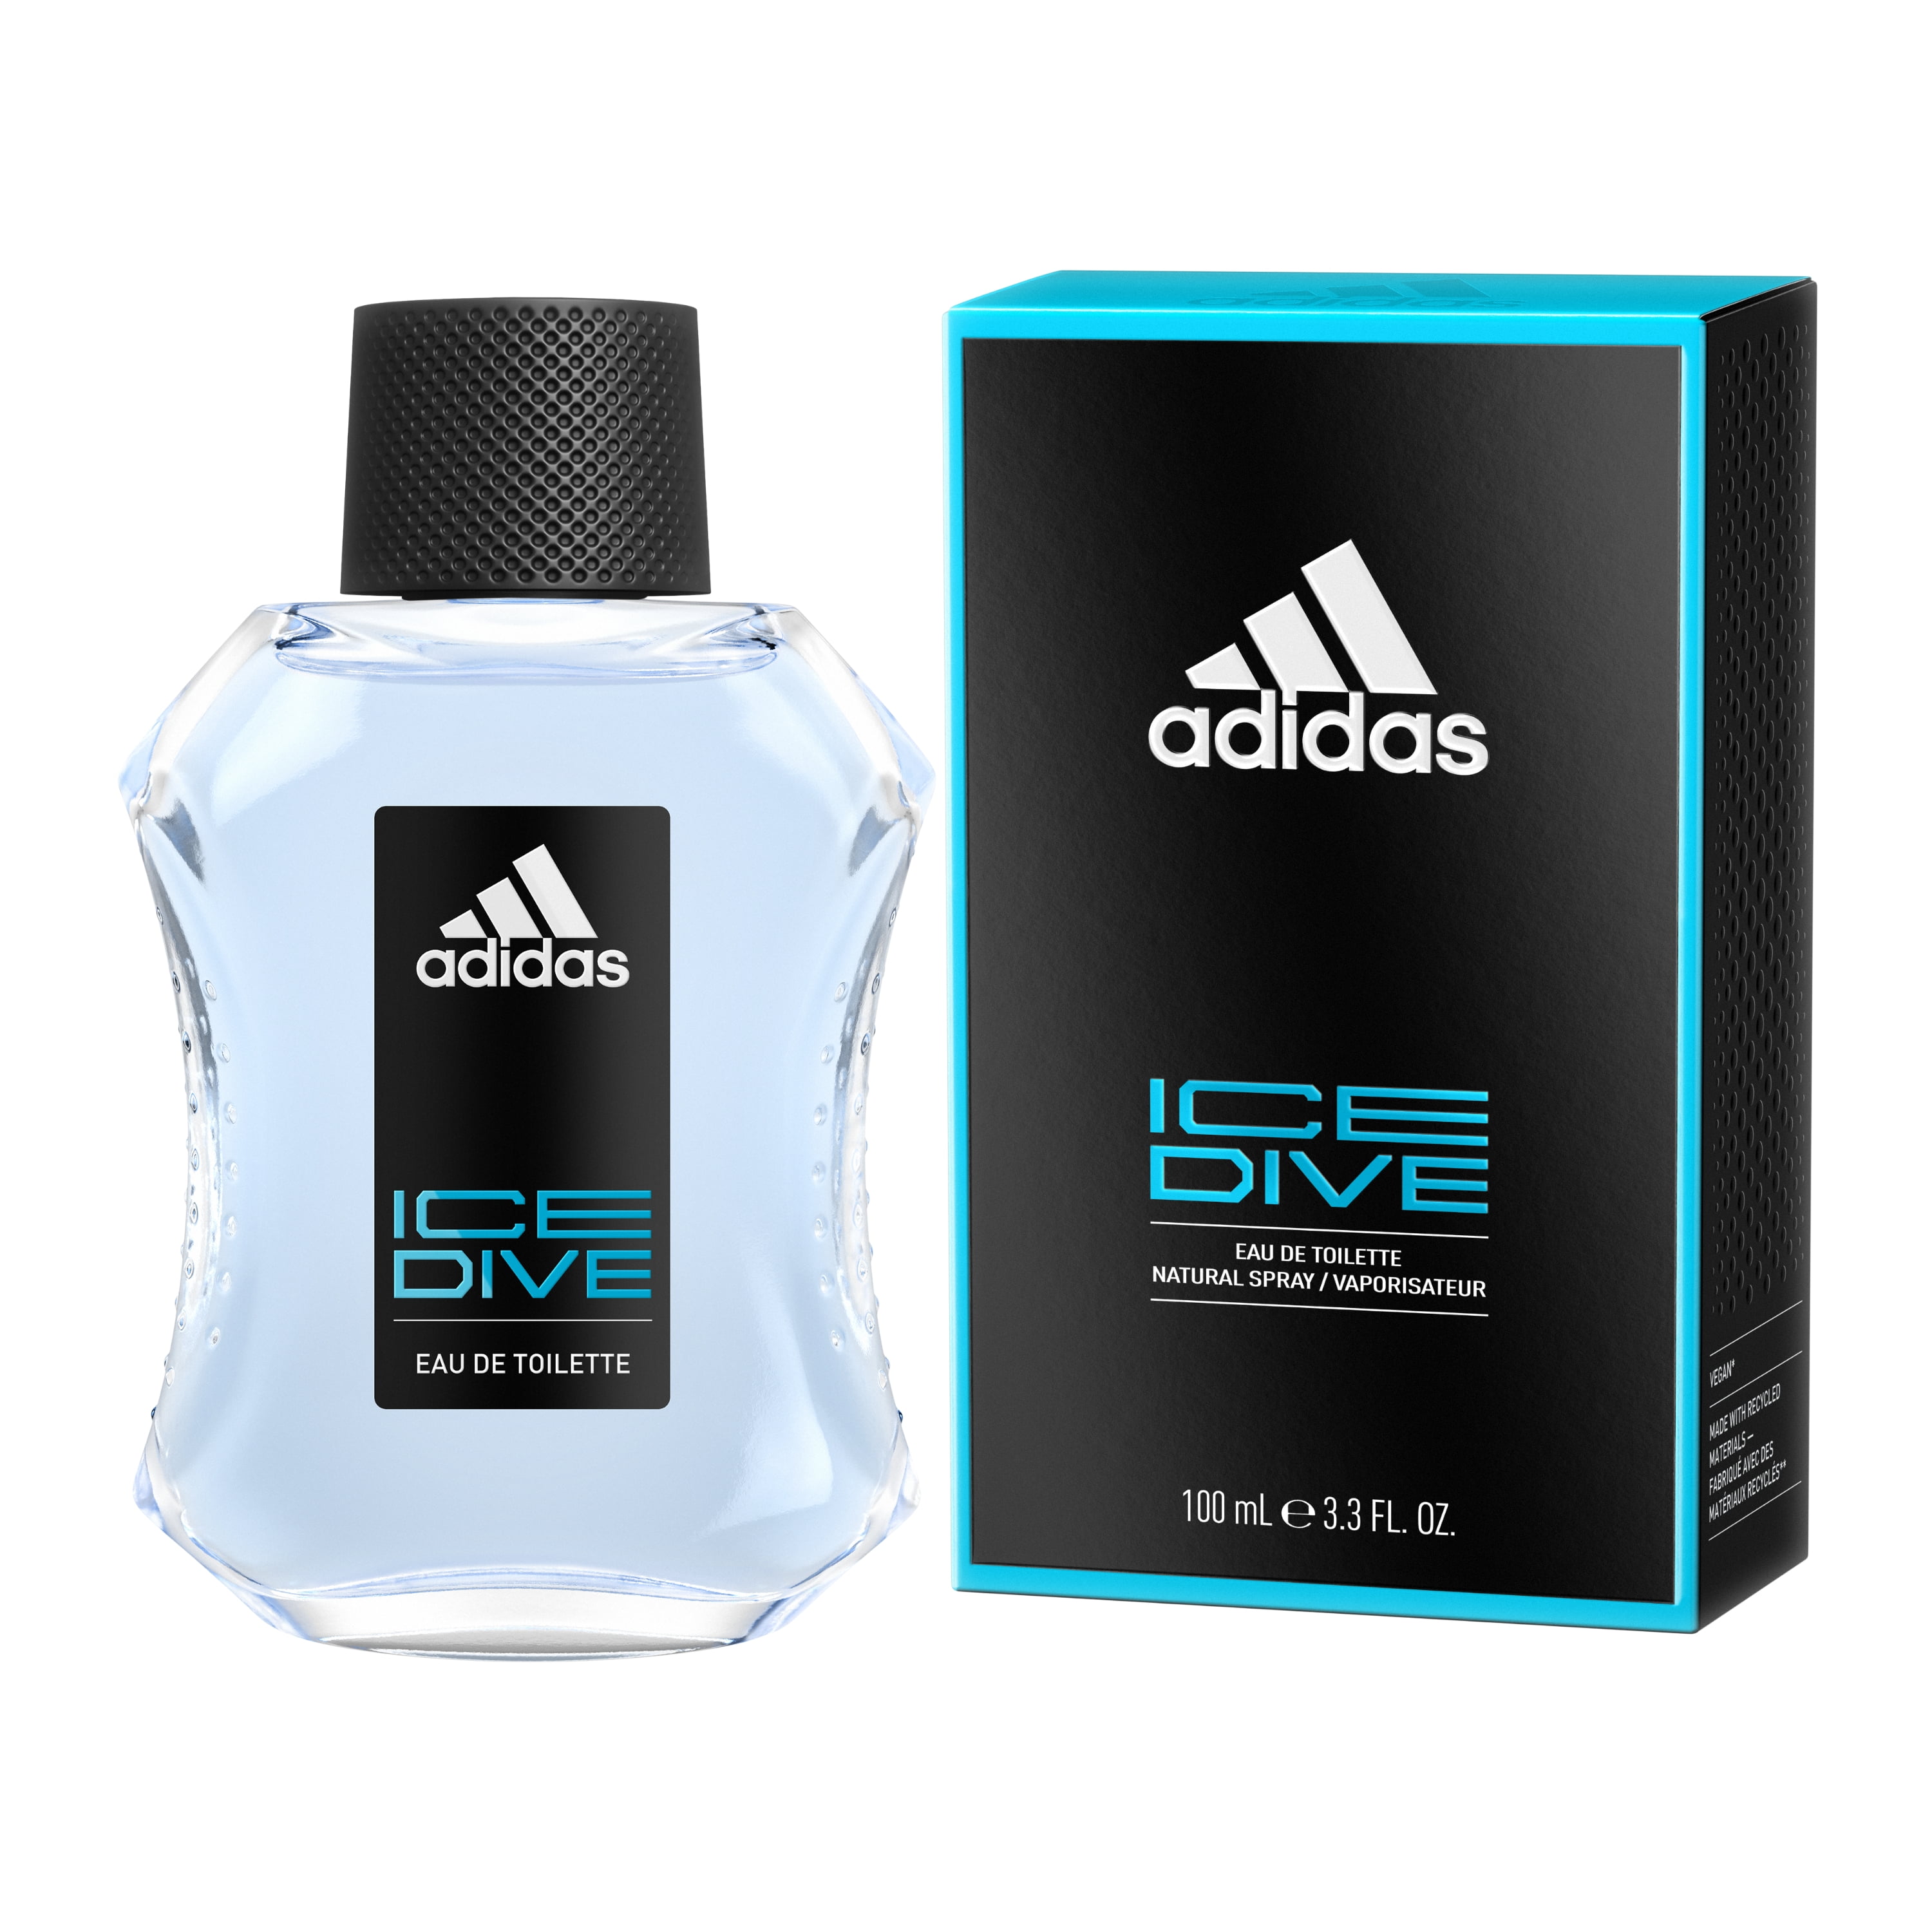 adidas
ICE
DIVE
EAU DE TOILETTE
adidas
adidas
ICE
DIVE
EAU DE TOILETTE
NATURAL SPRAY / VAPORISATEUR
100 mL ℮ 3.3 FL. OZ.
VEGAN*
MADE WITH RECYCLED
MATERIALS –
FABRIQUÉ AVEC DES
MATÉRIAUX RECYCLÉS**